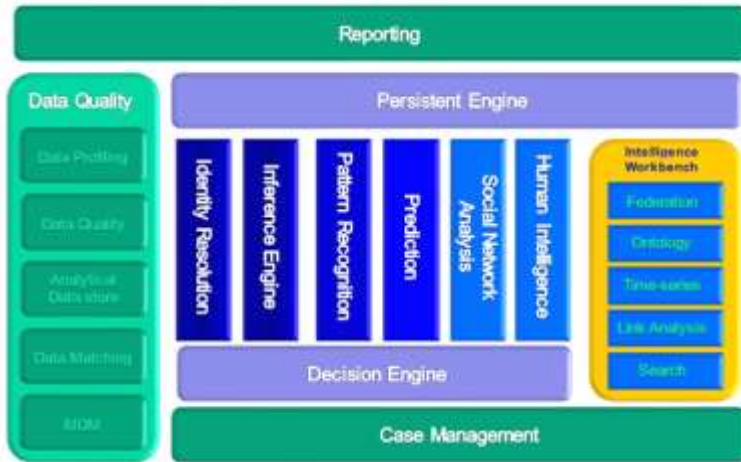 Reporting
Data Quality
Data Profiling
Data Quality
Analytical
Data store
Data Matching
MDM
Persistent Engine
Identity Resolution
Inference Engine
Pattern Recognition
Prediction
Social Network
Analysis
Human Intelligence
Decision Engine
Intelligence
Workbench
Federation
Ontology
Time-series
Link Analysis
Search
Case Management